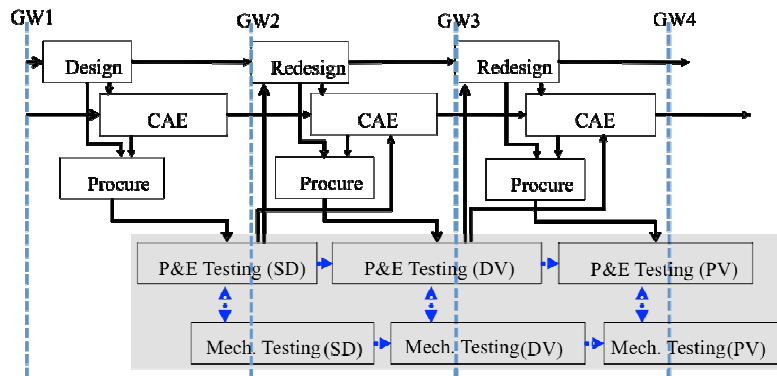 GW1 GW2 GW3 GW4
Design Redesign Redesign
CAE CAE CAE
Procure Procure Procure
P&E Testing (SD) P&E Testing (DV) P&E Testing (PV)
Mech. Testing(SD) Mech. Testing(DV) Mech. Testing(PV)